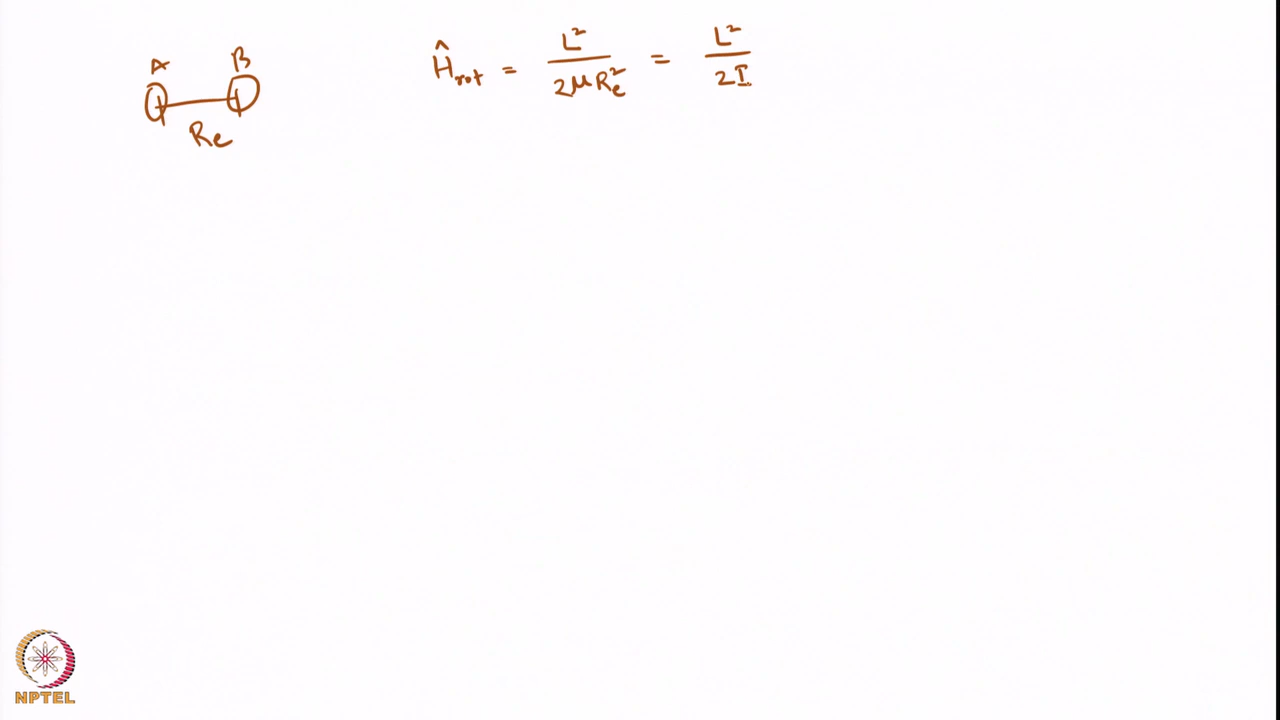 A B
Re
Ĥrot = L² / 2μRe² = L² / 2I
NPTEL